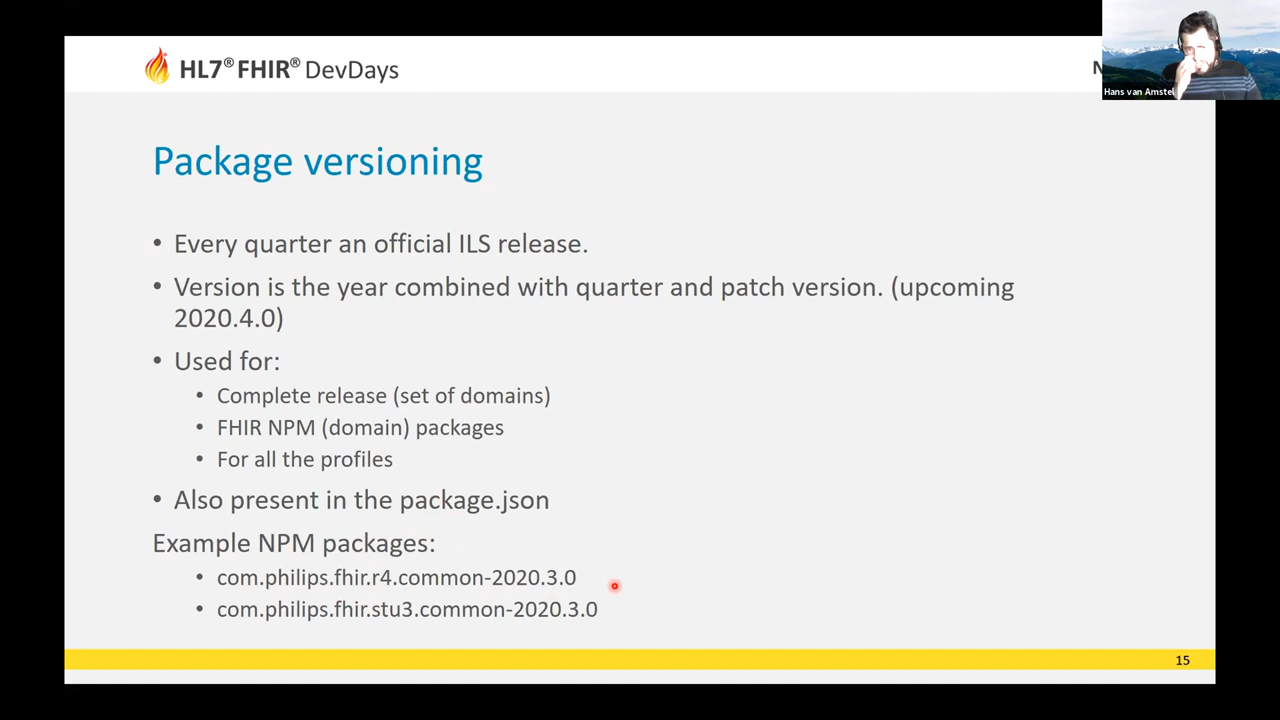 HL7® FHIR® DevDays
N
Hans van Amstel
Package versioning
• Every quarter an official ILS release.
• Version is the year combined with quarter and patch version. (upcoming
2020.4.0)
• Used for:
• Complete release (set of domains)
• FHIR NPM (domain) packages
• For all the profiles
• Also present in the package.json
Example NPM packages:
• com.philips.fhir.r4.common-2020.3.0
• com.philips.fhir.stu3.common-2020.3.0
15